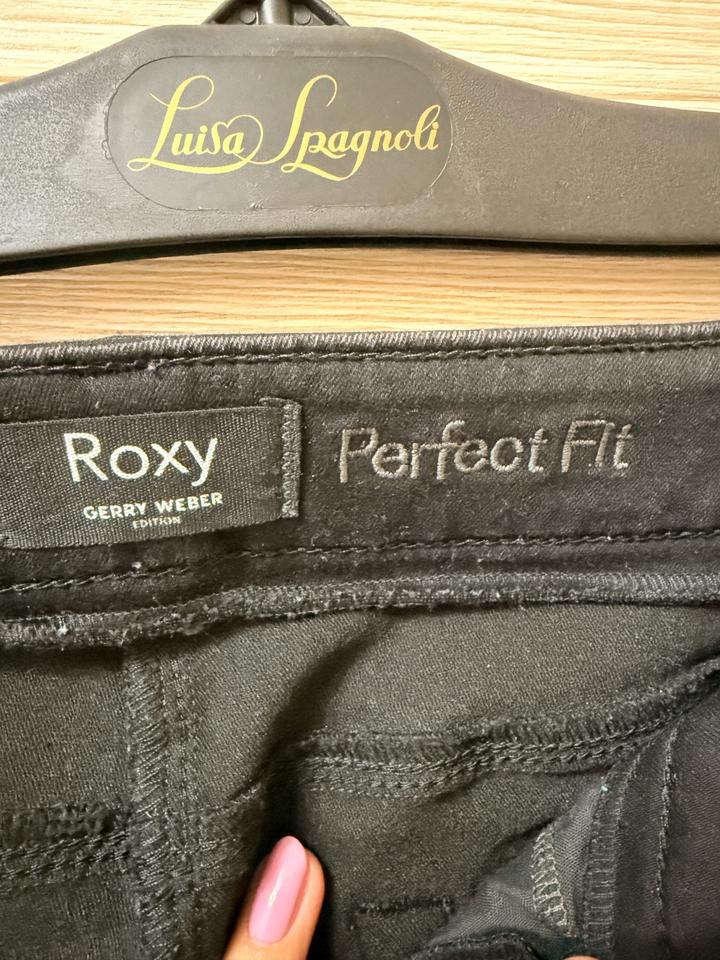 Luisa Spagnoli
Roxy
GERRY WEBER
EDITION
Perfect Fit